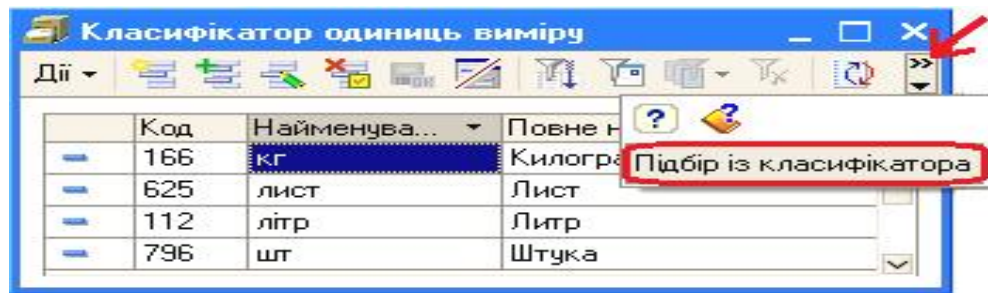 Класифікатор одиниць виміру
Дії
Код Найменува... Повне н
166 кг Килогра
Підбір із класифікатора
625 лист Лист
112 літр Литр
796 шт Штука